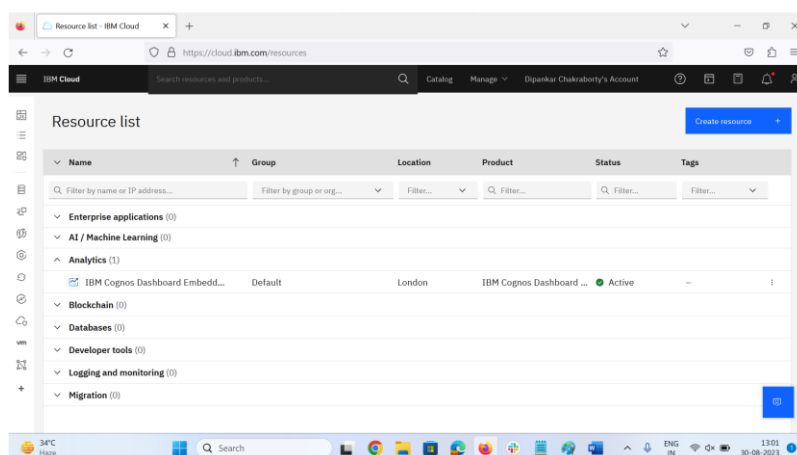 Resource list - IBM Cloud
https://cloud.ibm.com/resources
IBM Cloud Search resources and products... Catalog Manage Dipankar Chakraborty's Account
Resource list
Create resource +
Name Group Location Product Status Tags
Filter by name or IP address... Filter by group or org... Filter... Filter... Filter... Filter...
Enterprise applications (0)
AI / Machine Learning (0)
Analytics (1)
IBM Cognos Dashboard Embedd... Default London IBM Cognos Dashboard ... Active –
Blockchain (0)
Databases (0)
Developer tools (0)
Logging and monitoring (0)
Migration (0)
vm
34°C
Haze
Search
ENG
IN
13:01
30-08-2023
1